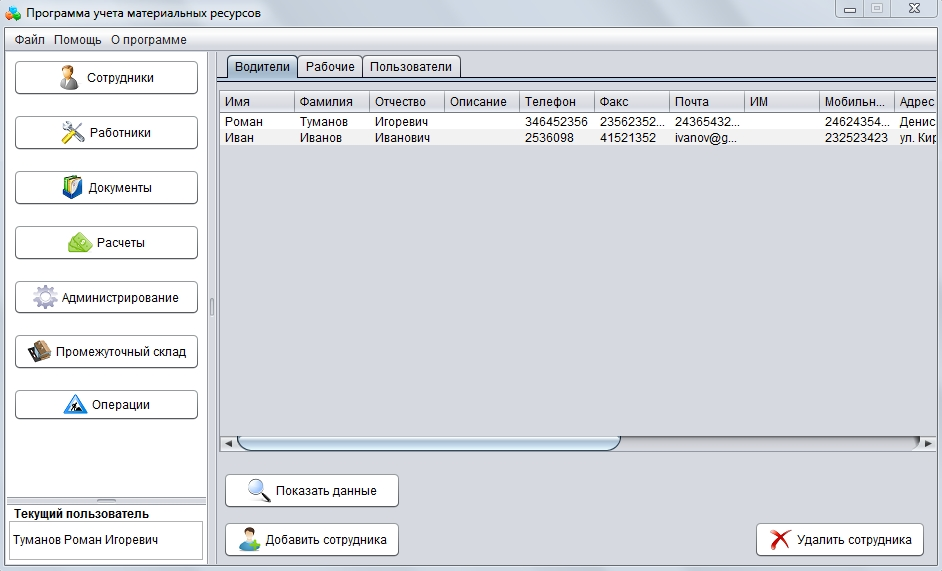 Программа учета материальных ресурсов
Файл Помощь О программе
Сотрудники
Работники
Документы
Расчеты
Администрирование
Промежуточный склад
Операции
Текущий пользователь
Туманов Роман Игоревич
Водители Рабочие Пользователи
Имя Фамилия Отчество Описание Телефон Факс Почта ИМ Мобильн... Адрес
Роман Туманов Игоревич 346452356 23562352... 24365432... 24624354... Денис
Иван Иванов Иванович 2536098 41521352 ivanov@g... 232523423 ул. Кир
Показать данные
Добавить сотрудника Удалить сотрудника